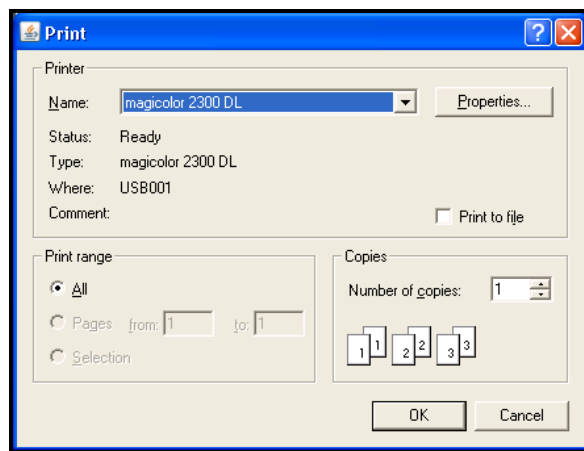 Print
Printer
Name: magicolor 2300 DL Properties...
Status: Ready
Type: magicolor 2300 DL
Where: USB001
Comment: Print to file
Print range
All
Pages from: 1 to: 1
Selection
Copies
Number of copies: 1
1 1 2 2 3 3
OK Cancel